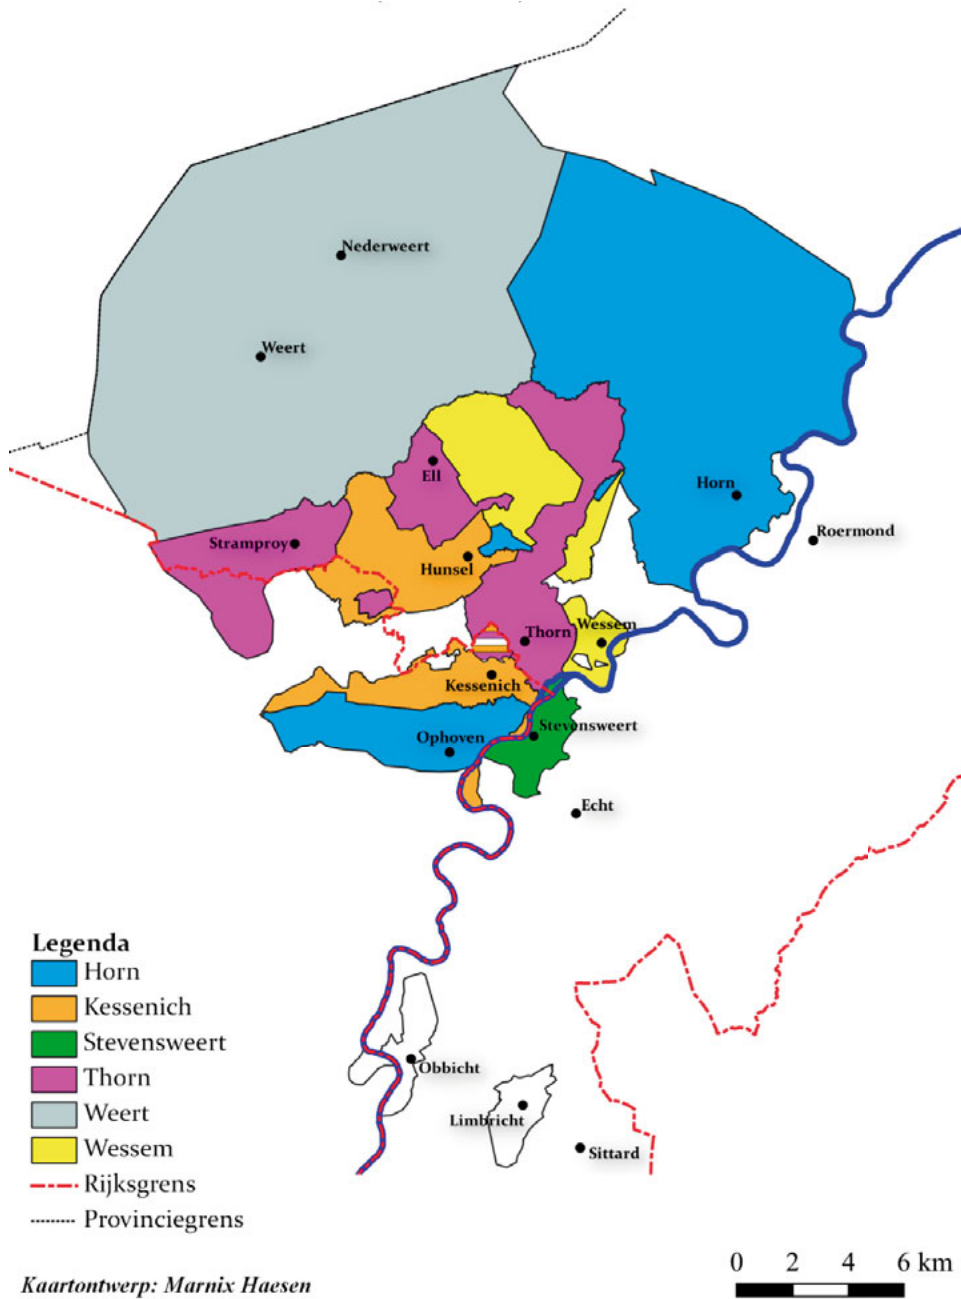 Nederweert
Weert
Ell
Horn
Stramproy
Roermond
Hunsel
Wessem
Thorn
Kessenich
Stevensweert
Ophoven
Echt
Legenda
Horn
Kessenich
Stevensweert
Thorn
Weert
Wessem
Rijksgrens
Provinciegrens
Obbicht
Limbricht
Sittard
0 2 4 6 km
Kaartontwerp: Marnix Haesen